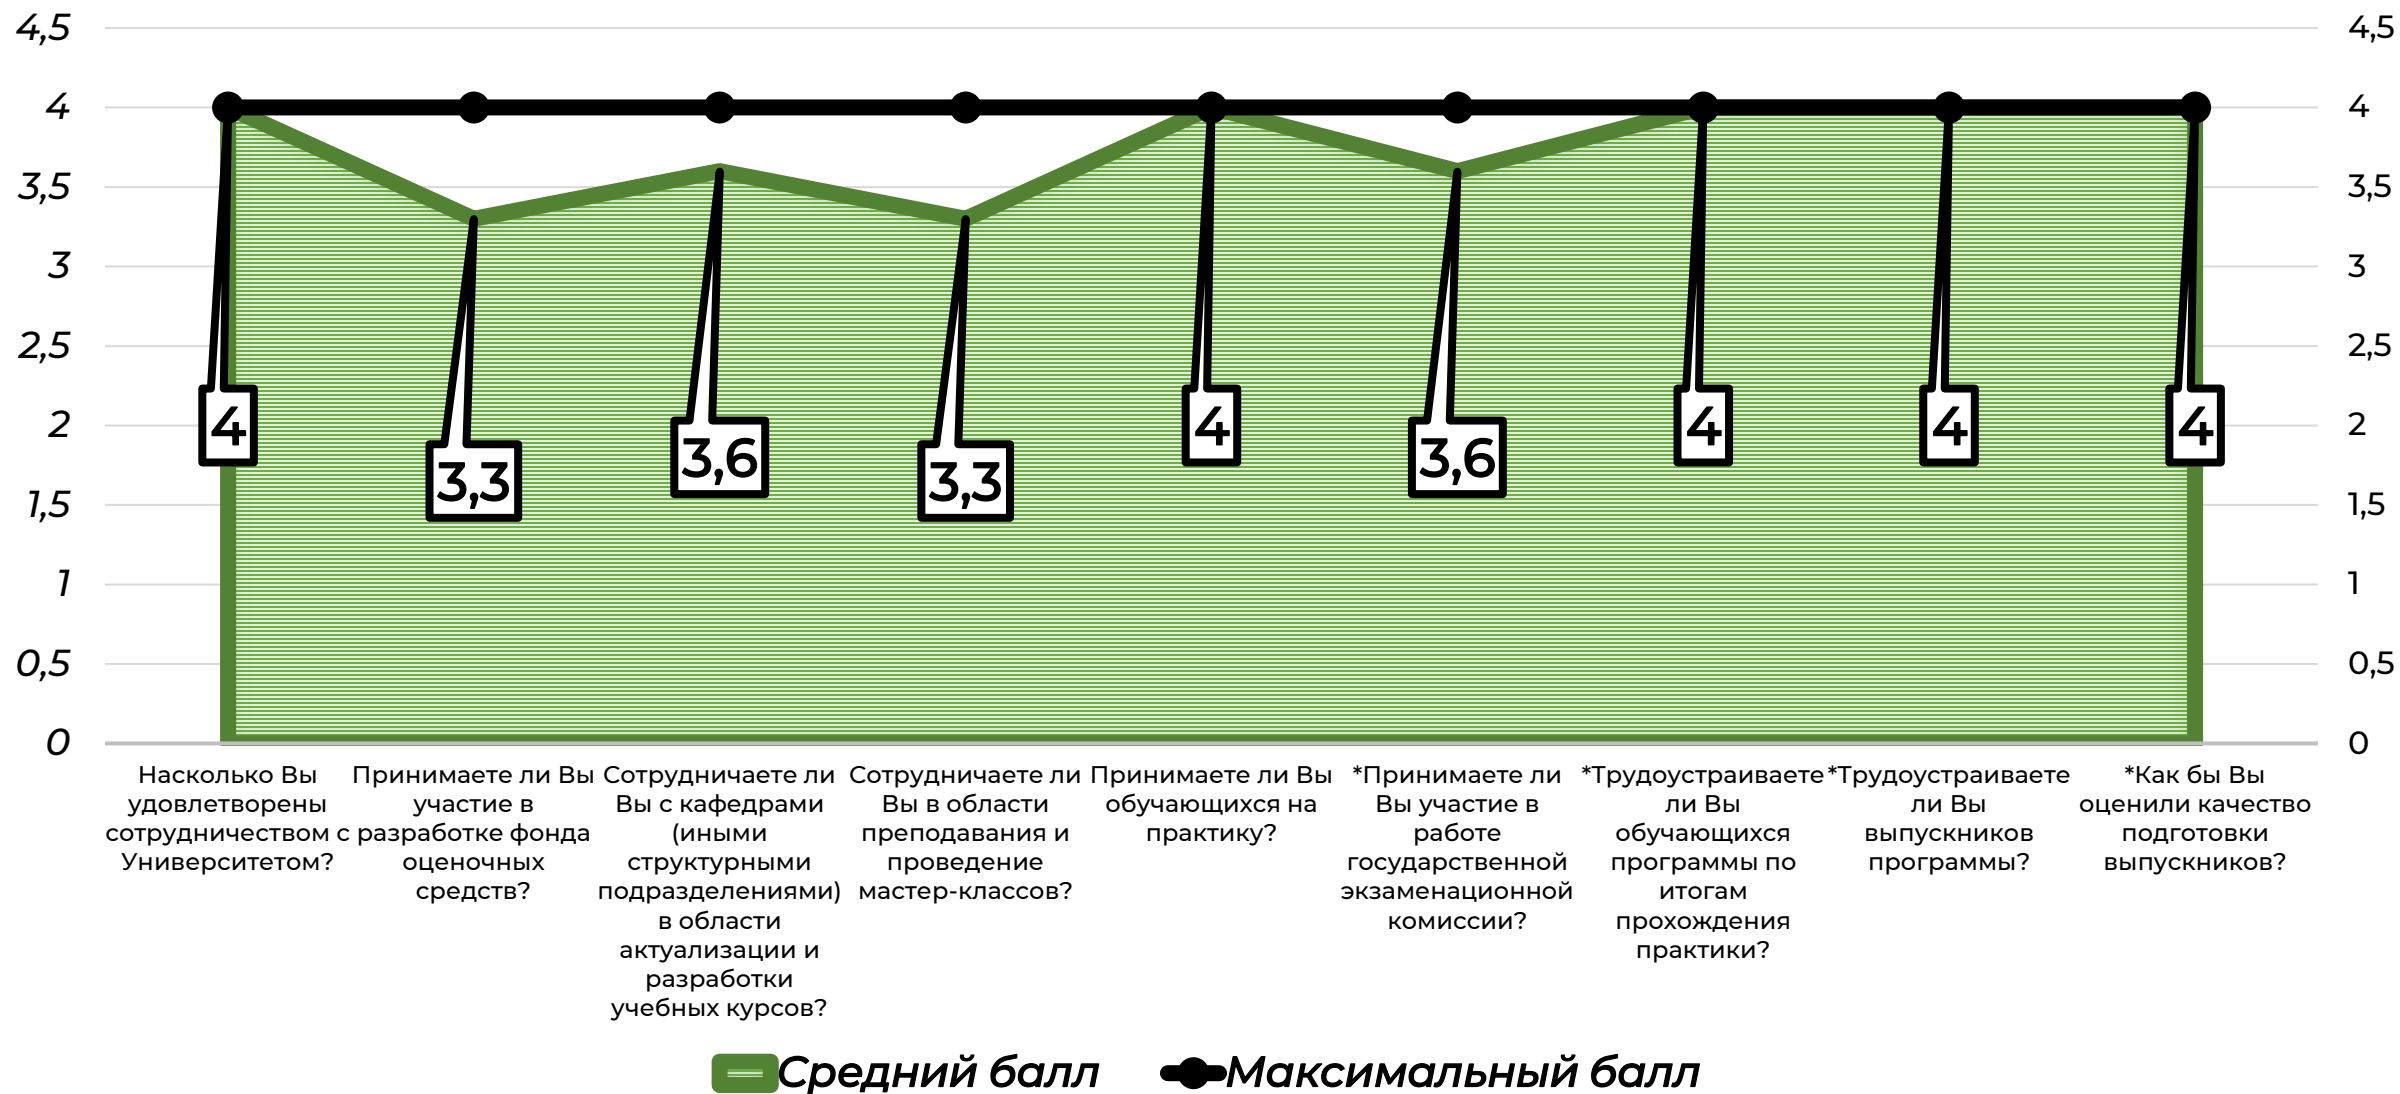 4,5
4
3,5
3
2,5
2
1,5
1
0,5
0
4,5
4
3,5
3
2,5
2
1,5
1
0,5
0
4
3,3
3,6
3,3
4
3,6
4
4
4
Насколько Вы
удовлетворены
сотрудничеством с
Университетом?
Принимаете ли Вы
участие в
разработке фонда
оценочных
средств?
Сотрудничаете ли
Вы с кафедрами
(иными
структурными
подразделениями)
в области
актуализации и
разработки
учебных курсов?
Сотрудничаете ли
Вы в области
преподавания и
проведение
мастер-классов?
Принимаете ли Вы
обучающихся на
практику?
*Принимаете ли
Вы участие в
работе
государственной
экзаменационной
комиссии?
*Трудоустраиваете
ли Вы
обучающихся
программы по
итогам
прохождения
практики?
*Трудоустраиваете
ли Вы
выпускников
программы?
*Как бы Вы
оценили качество
подготовки
выпускников?
Средний балл
Максимальный балл